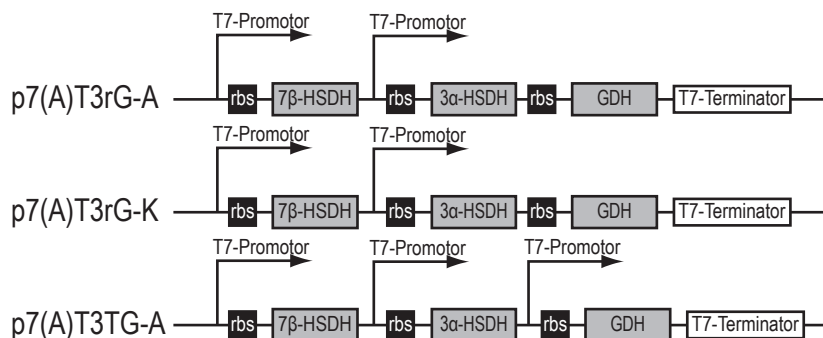 T7-Promotor T7-Promotor
p7(A)T3rG-A rbs 7β-HSDH rbs 3α-HSDH rbs GDH T7-Terminator
T7-Promotor T7-Promotor
p7(A)T3rG-K rbs 7β-HSDH rbs 3α-HSDH rbs GDH T7-Terminator
T7-Promotor T7-Promotor T7-Promotor
p7(A)T3TG-A rbs 7β-HSDH rbs 3α-HSDH rbs GDH T7-Terminator